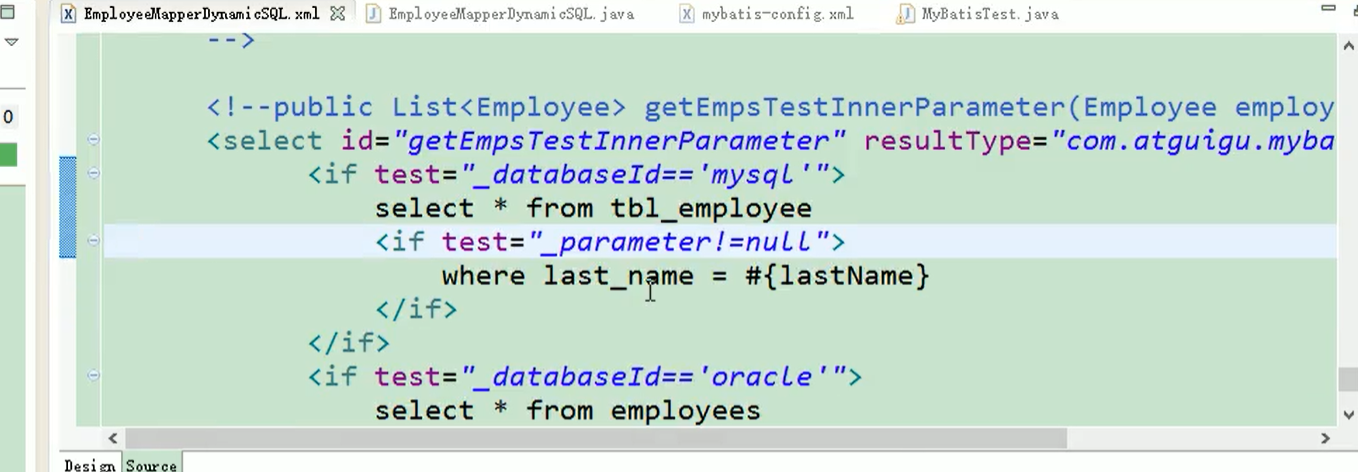 EmployeeMapperDynamicSQL.xml EmployeeMapperDynamicSQL.java mybatis-config.xml MyBatisTest.java
-->
<!--public List<Employee> getEmpsTestInnerParameter(Employee employ
0
<select id="getEmpsTestInnerParameter" resultType="com.atguigu.myba
<if test="_databaseId=='mysql'">
select * from tbl_employee
<if test="_parameter!=null">
where last_name = #{lastName}
</if>
</if>
<if test="_databaseId=='oracle'">
select * from employees
Design Source